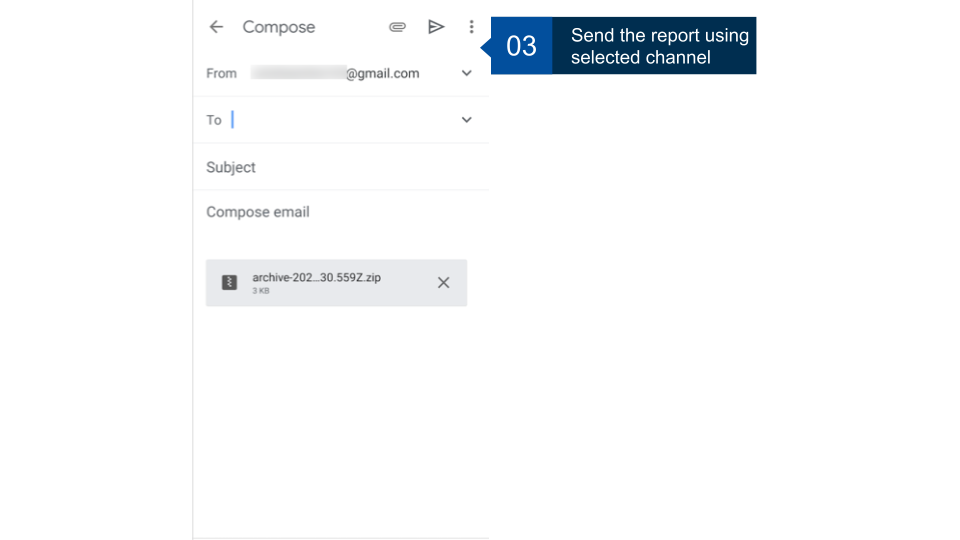 Compose
03
Send the report using
selected channel
From @gmail.com
To
Subject
Compose email
archive-202...30.559Z.zip
3 KB